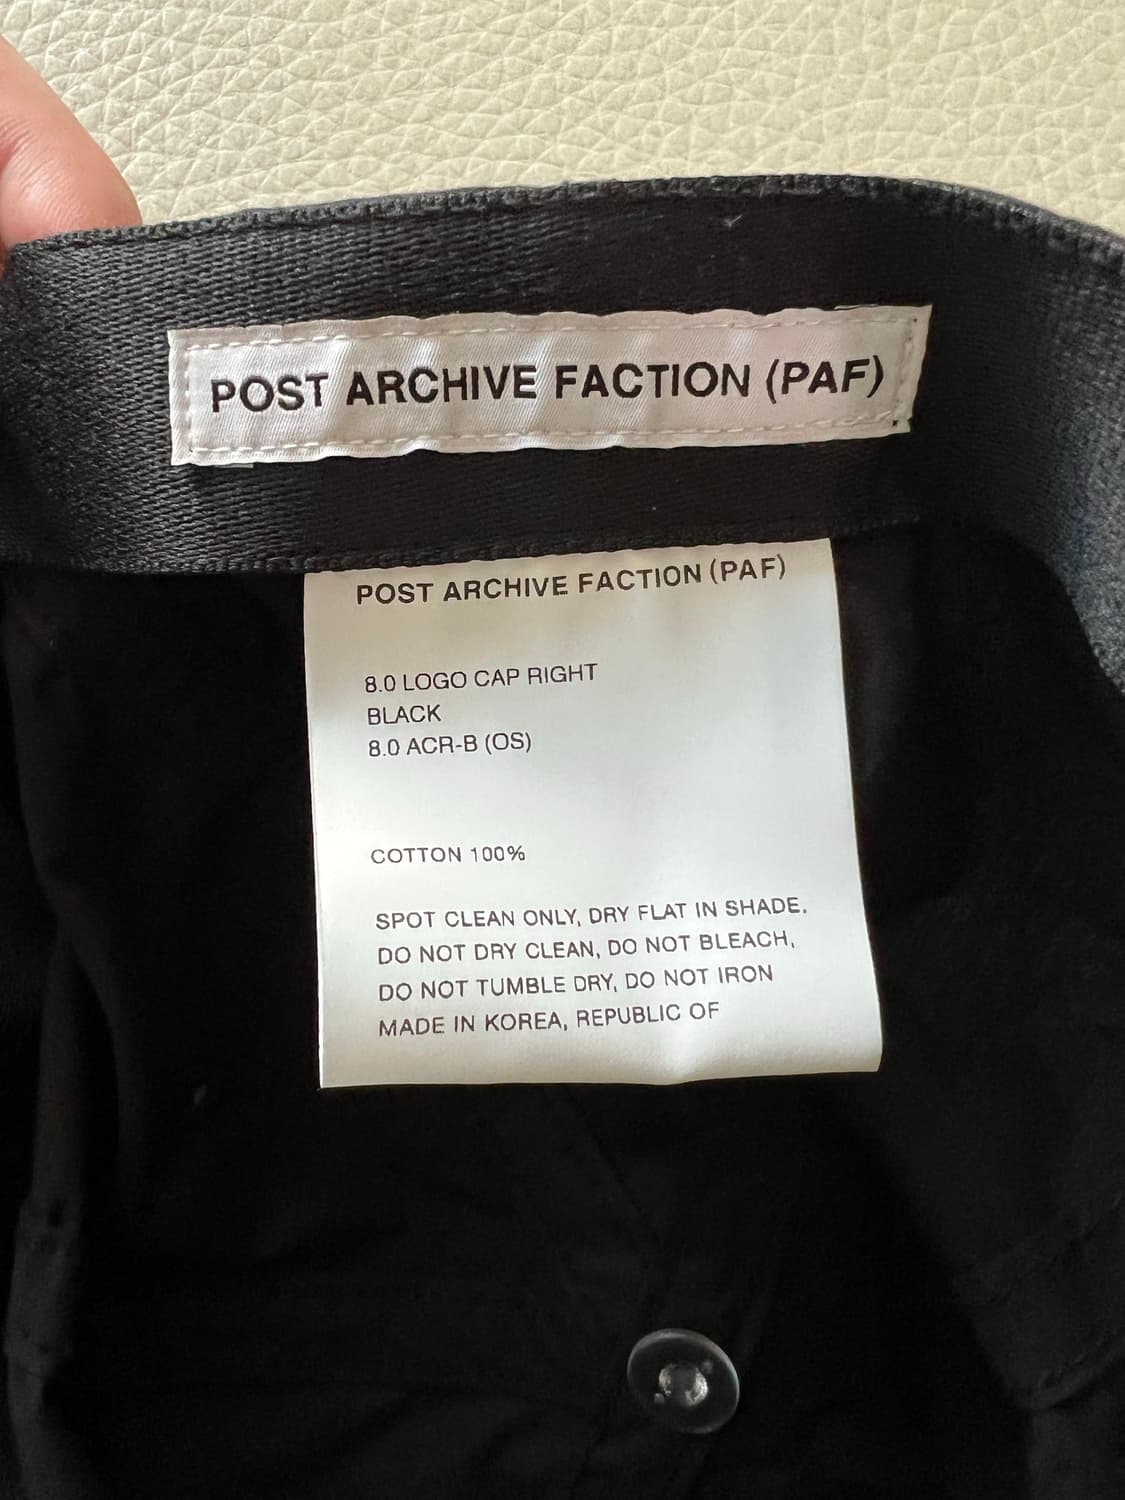 POST ARCHIVE FACTION (PAF)
POST ARCHIVE FACTION (PAF)
8.0 LOGO CAP RIGHT
BLACK
8.0 ACR-B (OS)
COTTON 100%
SPOT CLEAN ONLY, DRY FLAT IN SHADE,
DO NOT DRY CLEAN, DO NOT BLEACH,
DO NOT TUMBLE DRY, DO NOT IRON
MADE IN KOREA, REPUBLIC OF